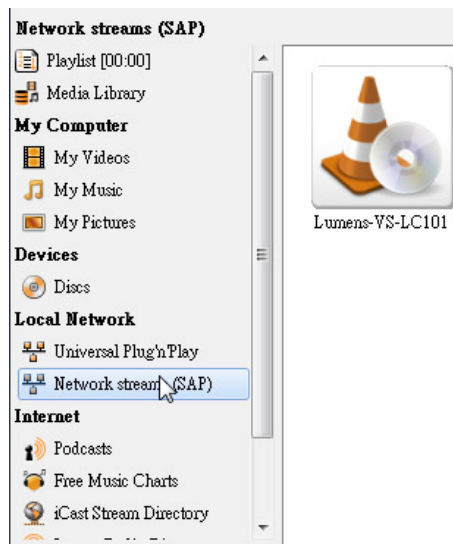 Network streams (SAP)
Playlist [00:00]
Media Library
My Computer
My Videos
My Music
My Pictures
Devices
Discs
Local Network
Universal Plug'n'Play
Network streams (SAP)
Internet
Podcasts
Free Music Charts
iCast Stream Directory
Lumens-VS-LC101